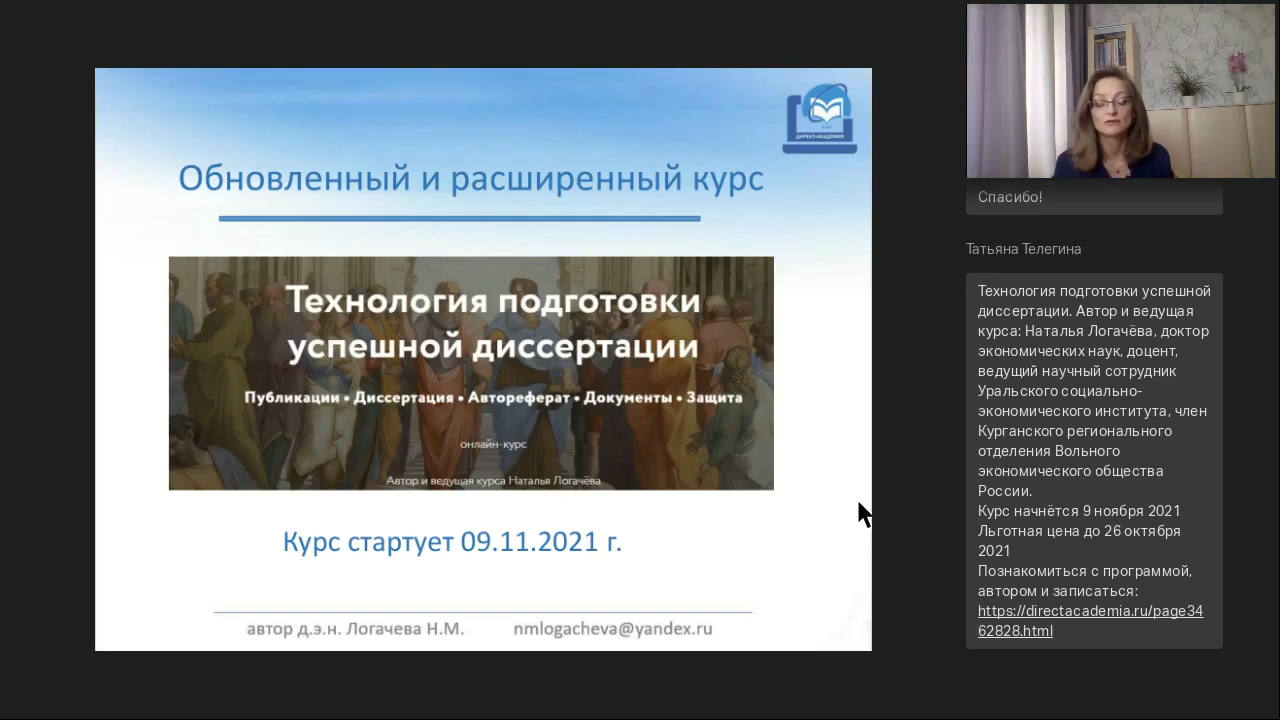 ДИРЕКТ-АКАДЕМИЯ
Обновленный и расширенный курс
Технология подготовки
успешной диссертации
Публикации • Диссертация • Автореферат • Документы • Защита
онлайн-курс
Автор и ведущая курса Наталья Логачёва
Курс стартует 09.11.2021 г.
автор д.э.н. Логачева Н.М.
nmlogacheva@yandex.ru
Спасибо!
Татьяна Телегина
Технология подготовки успешной
диссертации. Автор и ведущая
курса: Наталья Логачёва, доктор
экономических наук, доцент,
ведущий научный сотрудник
Уральского социально-
экономического института, член
Курганского регионального
отделения Вольного
экономического общества
России.
Курс начнётся 9 ноября 2021
Льготная цена до 26 октября
2021
Познакомиться с программой,
автором и записаться:
https://directacademia.ru/page34
62828.html